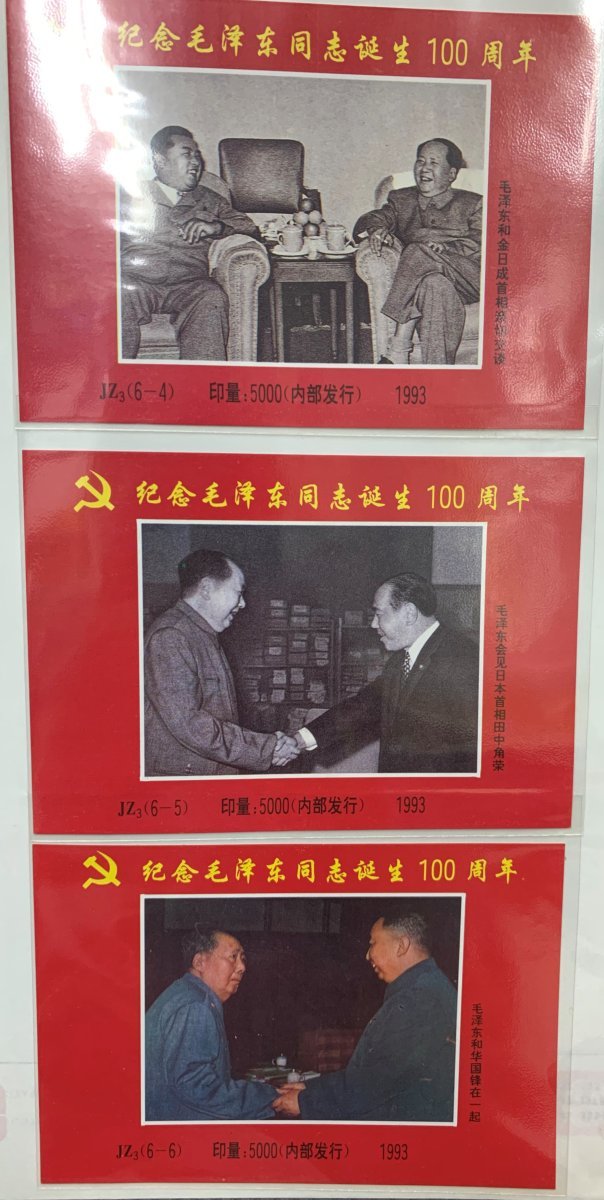 纪念毛泽东同志诞生100周年
毛泽东和金日成首相亲切交谈
JZ3(6-4) 印量:5000(内部发行) 1993
纪念毛泽东同志诞生100周年
毛泽东会见日本首相田中角荣
JZ3(6-5) 印量:5000(内部发行) 1993
纪念毛泽东同志诞生100周年
毛泽东和华国锋在一起
JZ3(6-6) 印量:5000(内部发行) 1993